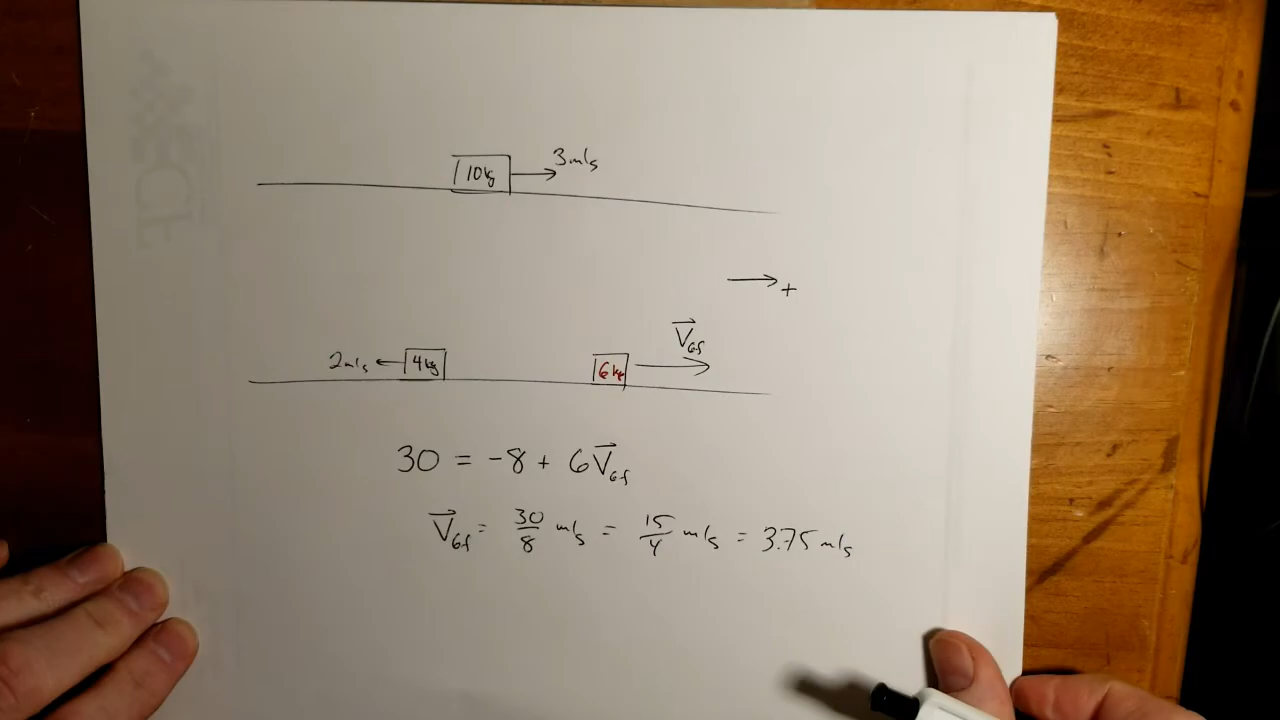 10kg 3m/s
+
2m/s 4kg 6kg V⃗6f
30 = -8 + 6V⃗6f
V⃗6f = 30/8 m/s = 15/4 m/s = 3.75 m/s